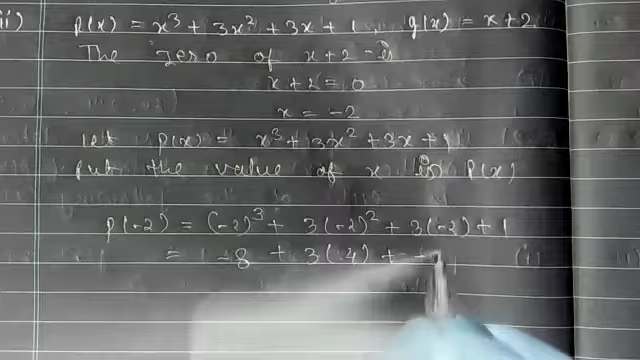 ii) p(x) = x³ + 3x² + 3x + 1, g(x) = x + 2
The zero of x + 2 is
x + 2 = 0
x = -2
Let p(x) = x³ + 3x² + 3x + 1
put the value of x in P(x)
p(-2) = (-2)³ + 3(-2)² + 3(-2) + 1
= -8 + 3(4) + -